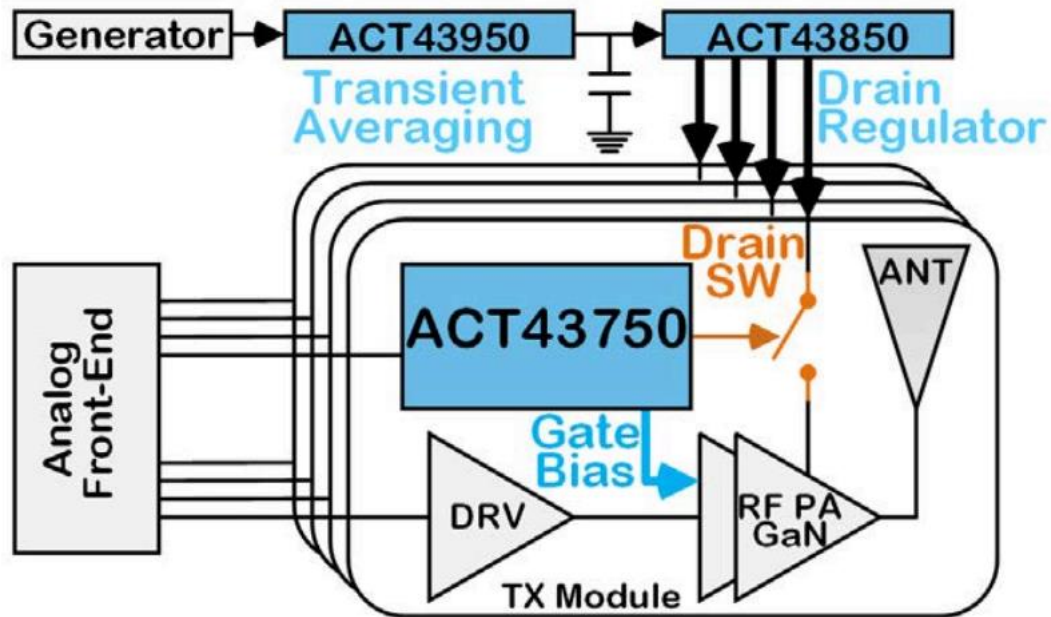 Generator
ACT43950
ACT43850
Transient
Averaging
Drain
Regulator
Drain
SW
ANT
ACT43750
Analog
Front-End
Gate
Bias
DRV
RF PA
GaN
TX Module